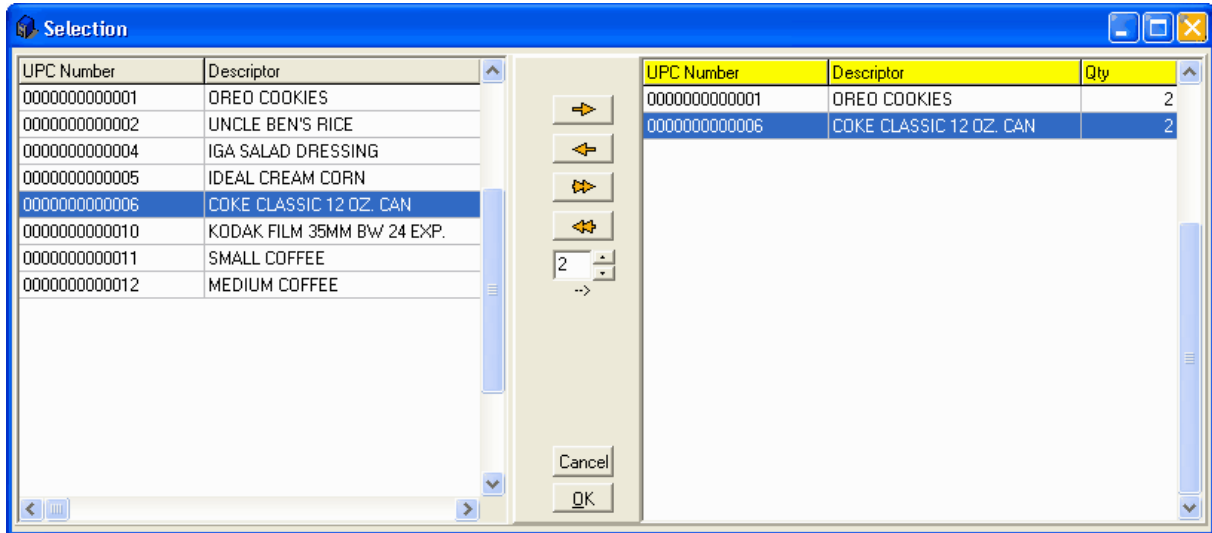 Selection
UPC Number Descriptor
0000000000001 OREO COOKIES
0000000000002 UNCLE BEN'S RICE
0000000000004 IGA SALAD DRESSING
0000000000005 IDEAL CREAM CORN
0000000000006 COKE CLASSIC 12 OZ. CAN
0000000000010 KODAK FILM 35MM BW 24 EXP.
0000000000011 SMALL COFFEE
0000000000012 MEDIUM COFFEE
2
-->
Cancel
OK
UPC Number Descriptor Qty
0000000000001 OREO COOKIES 2
0000000000006 COKE CLASSIC 12 OZ. CAN 2